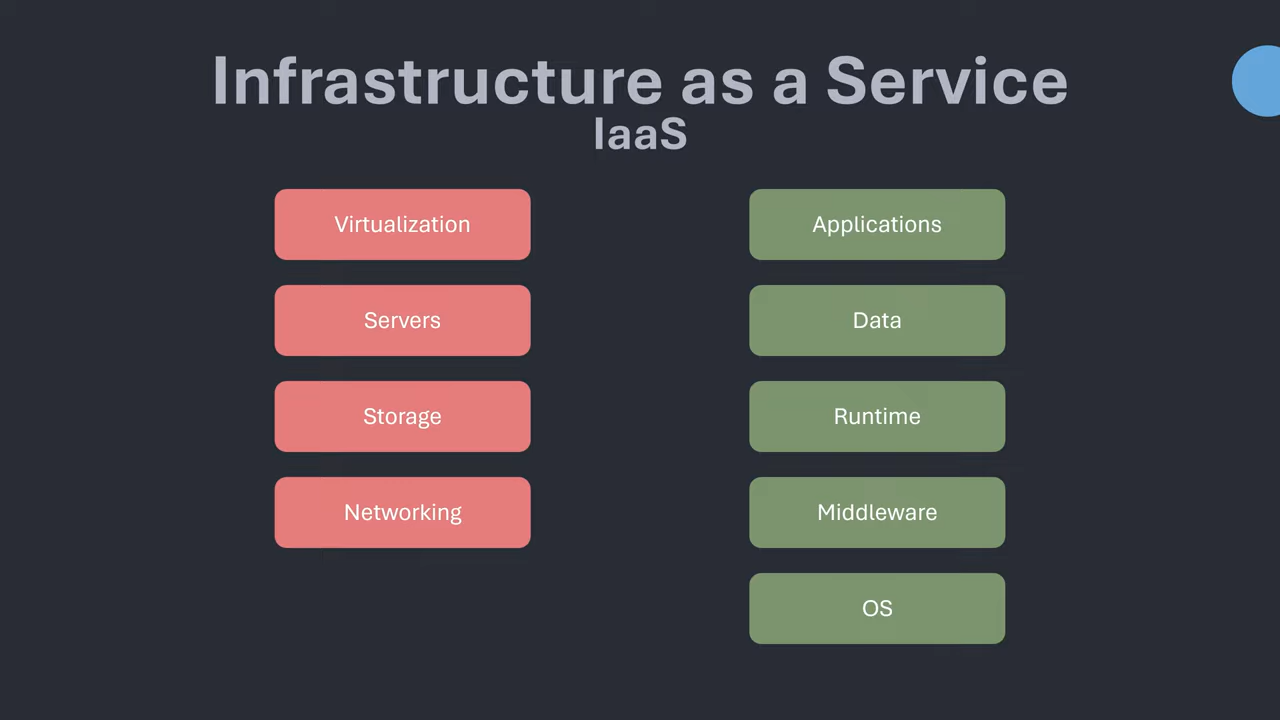 Infrastructure as a Service
IaaS
Virtualization
Servers
Storage
Networking
Applications
Data
Runtime
Middleware
OS